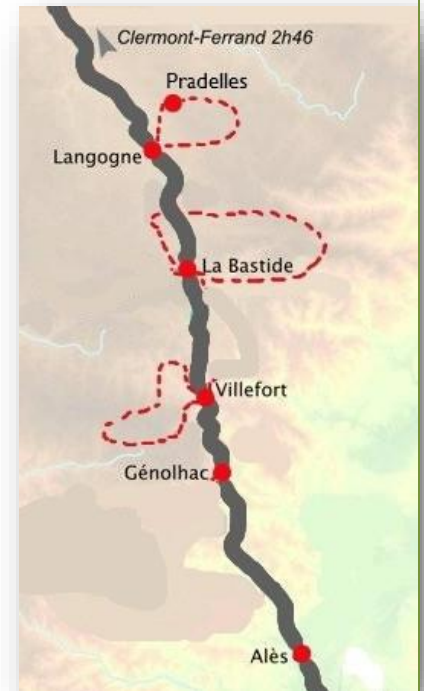 Clermont-Ferrand 2h46
Pradelles
Langogne
La Bastide
Villefort
Génolhac
Alès